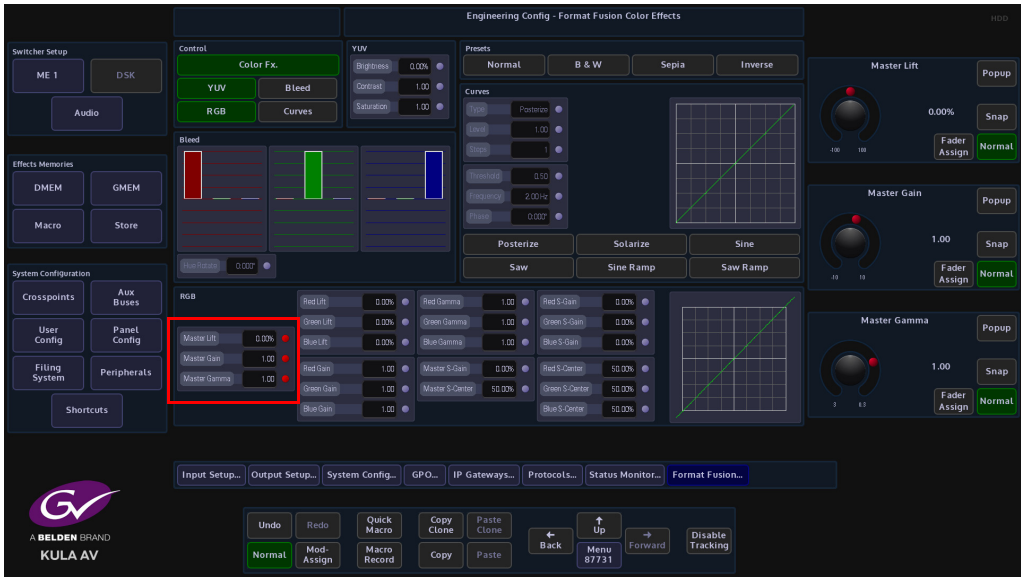 Engineering Config - Format Fusion Color Effects
HDD
Switcher Setup
ME 1
DSK
Audio
Effects Memories
DMEM
GMEM
Macro
Store
System Configuration
Crosspoints
Aux
Buses
User
Config
Panel
Config
Filing
System
Peripherals
Shortcuts
Control
Color Fx.
YUV
Bleed
RGB
Curves
YUV
Brightness 0.00%
Contrast 1.00
Saturation 1.00
Presets
Normal
B & W
Sepia
Inverse
Curves
Type Posterize
Level 1.00
Steps 1
Threshold 0.50
Frequency 2.00 Hz
Phase 0.000°
Posterize
Solarize
Sine
Saw
Sine Ramp
Saw Ramp
Bleed
Hue Rotate 0.000°
RGB
Master Lift 0.00%
Master Gain 1.00
Master Gamma 1.00
Red Lift 0.00%
Green Lift 0.00%
Blue Lift 0.00%
Red Gain 1.00
Green Gain 1.00
Blue Gain 1.00
Red Gamma 1.00
Green Gamma 1.00
Blue Gamma 1.00
Master S-Gain 0.00%
Master S-Center 50.00%
Red S-Gain 0.00%
Green S-Gain 0.00%
Blue S-Gain 0.00%
Red S-Center 50.00%
Green S-Center 50.00%
Blue S-Center 50.00%
Master Lift
Popup
0.00%
Snap
-100 100
Fader
Assign
Normal
Master Gain
Popup
1.00
Snap
-10 10
Fader
Assign
Normal
Master Gamma
Popup
1.00
Snap
3 0.3
Fader
Assign
Normal
Input Setup...
Output Setup...
System Config...
GPO...
IP Gateways...
Protocols...
Status Monitor...
Format Fusion...
GV
A BELDEN BRAND
KULA AV
Undo
Redo
Quick
Macro
Copy
Clone
Paste
Clone
Normal
Mod-
Assign
Macro
Record
Copy
Paste
Back
Up
Menu
87731
Forward
Disable
Tracking